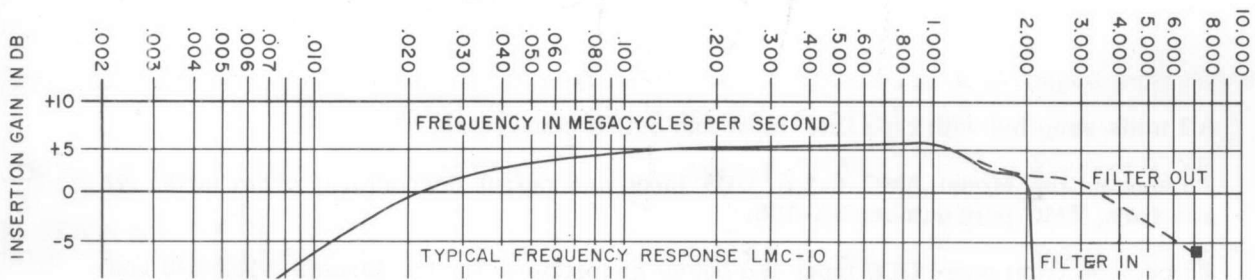 .002 .003 .004 .005 .006 .007 .010 .020 .030 .040 .050 .060 .080 .100 .200 .300 .400 .500 .600 .800 1.000 2.000 3.000 4.000 5.000 6.000 8.000 10.000
INSERTION GAIN IN DB
+10
FREQUENCY IN MEGACYCLES PER SECOND
+5
FILTER OUT
0
-5
TYPICAL FREQUENCY RESPONSE LMC-10
FILTER IN